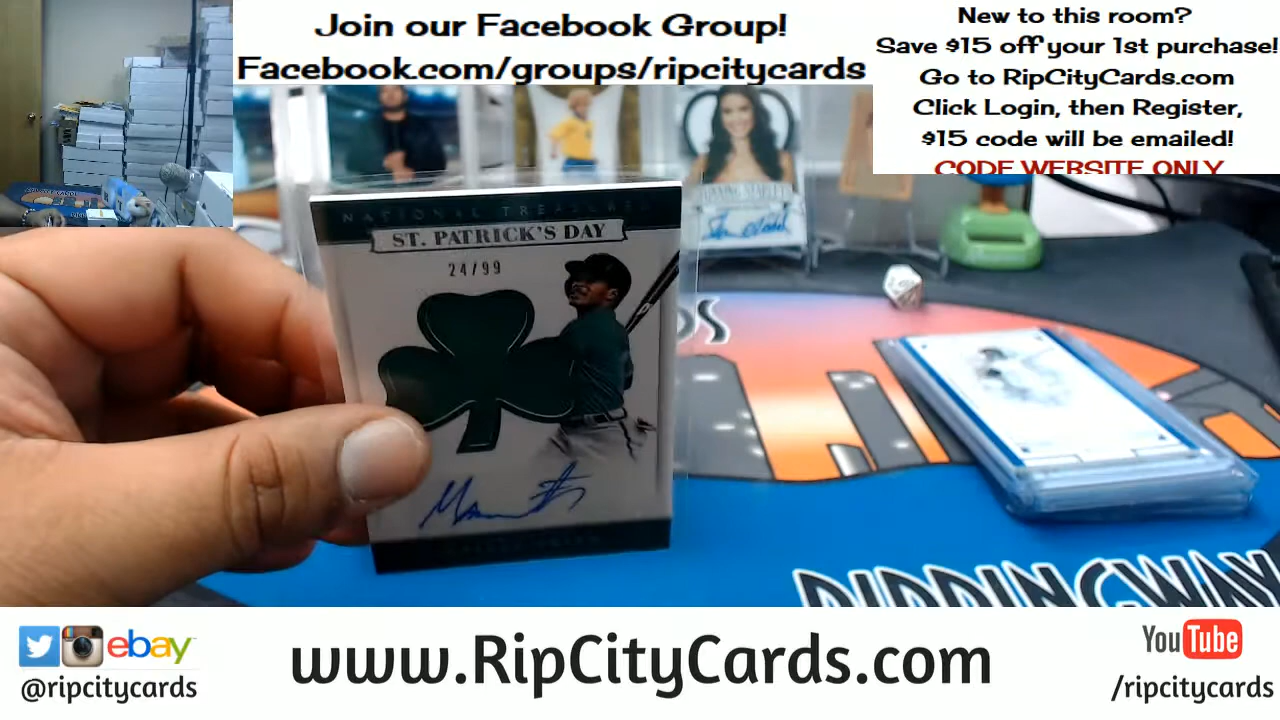 Join our Facebook Group!
Facebook.com/groups/ripcitycards
New to this room?
Save $15 off your 1st purchase!
Go to RipCityCards.com
Click Login, then Register,
$15 code will be emailed!
CODE WEBSITE ONLY
NATIONAL TREASURES
ST. PATRICK'S DAY
24/99
ebay
@ripcitycards
www.RipCityCards.com
YouTube
/ripcitycards